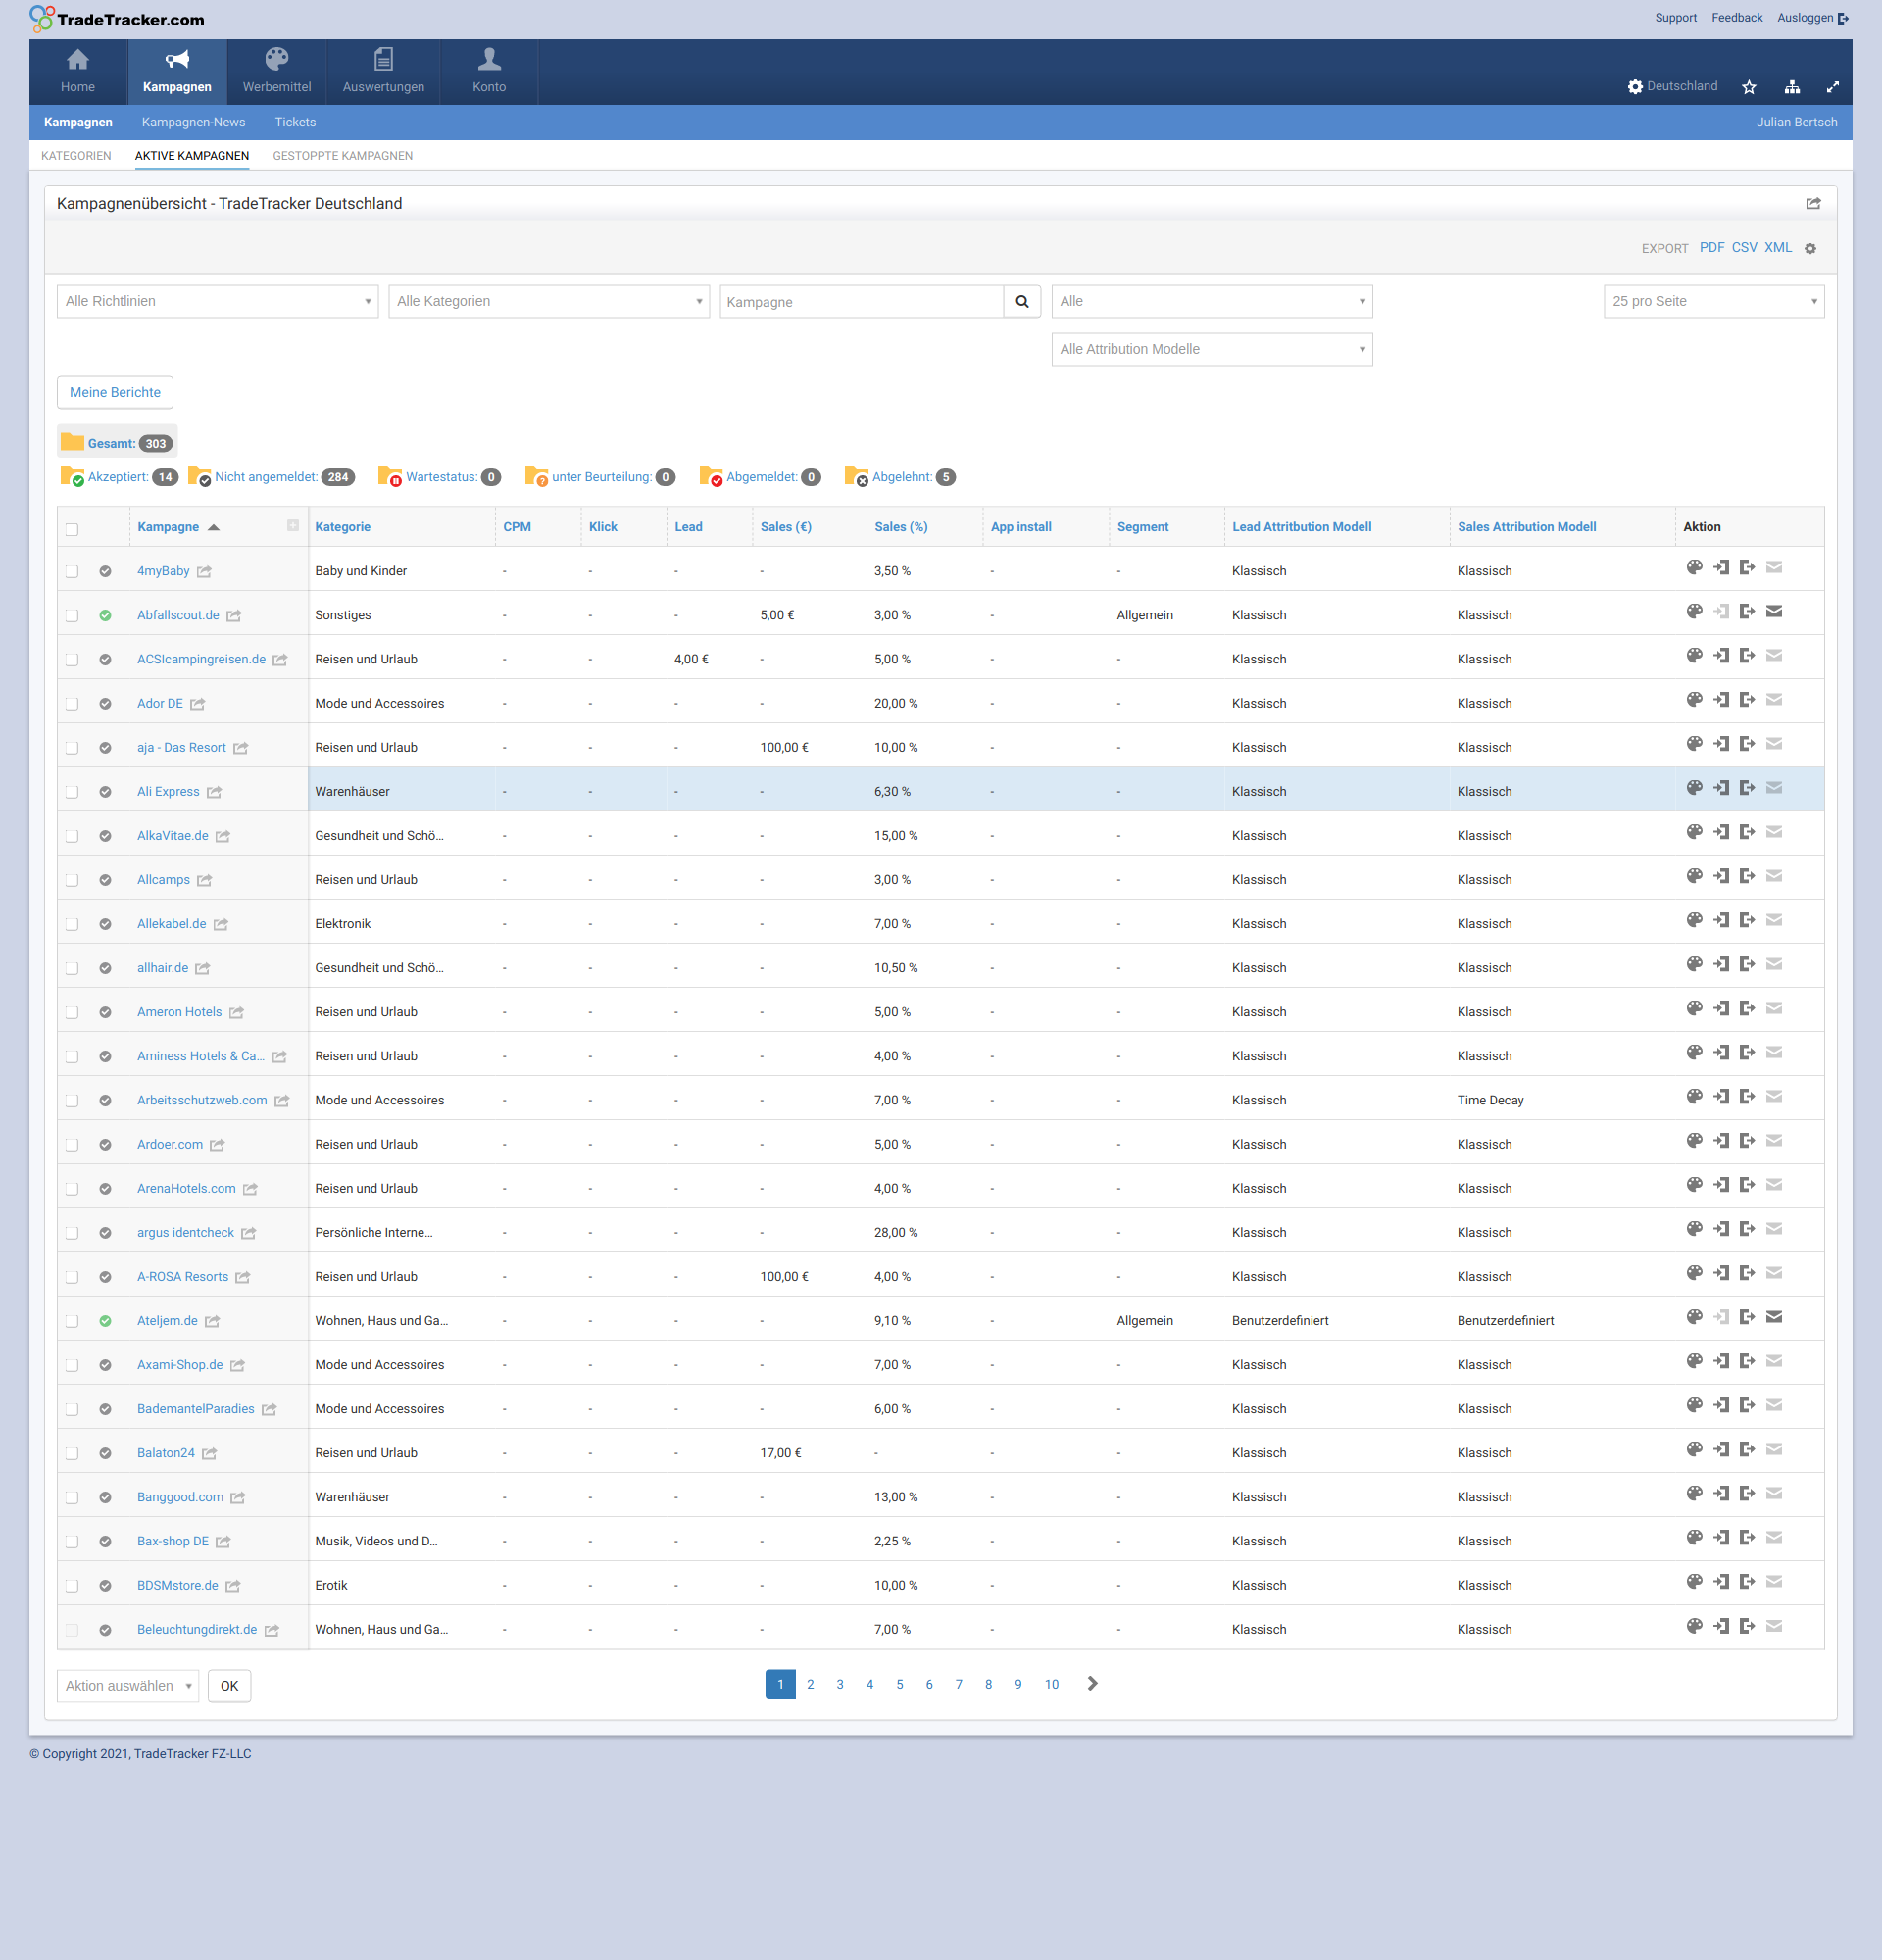 TradeTracker.com
Support Feedback Ausloggen
Home Kampagnen Werbemittel Auswertungen Konto Deutschland
Kampagnen Kampagnen-News Tickets Julian Bertsch
KATEGORIEN AKTIVE KAMPAGNEN GESTOPPTE KAMPAGNEN
Kampagnenübersicht - TradeTracker Deutschland
EXPORT PDF CSV XML
Alle Richtlinien Alle Kategorien Kampagne Alle 25 pro Seite
Alle Attribution Modelle
Meine Berichte
Gesamt: 303
Akzeptiert: 14 Nicht angemeldet: 284 Wartestatus: 0 unter Beurteilung: 0 Abgemeldet: 0 Abgelehnt: 5
Kampagne Kategorie CPM Klick Lead Sales (€) Sales (%) App install Segment Lead Attritbution Modell Sales Attribution Modell Aktion
4myBaby Baby und Kinder - - - - 3,50 % - - Klassisch Klassisch
Abfallscout.de Sonstiges - - - 5,00 € 3,00 % - Allgemein Klassisch Klassisch
ACSIcampingreisen.de Reisen und Urlaub - - 4,00 € - 5,00 % - - Klassisch Klassisch
Ador DE Mode und Accessoires - - - - 20,00 % - - Klassisch Klassisch
aja - Das Resort Reisen und Urlaub - - - 100,00 € 10,00 % - - Klassisch Klassisch
Ali Express Warenhäuser - - - - 6,30 % - - Klassisch Klassisch
AlkaVitae.de Gesundheit und Schö... - - - - 15,00 % - - Klassisch Klassisch
Allcamps Reisen und Urlaub - - - - 3,00 % - - Klassisch Klassisch
Allekabel.de Elektronik - - - - 7,00 % - - Klassisch Klassisch
allhair.de Gesundheit und Schö... - - - - 10,50 % - - Klassisch Klassisch
Ameron Hotels Reisen und Urlaub - - - - 5,00 % - - Klassisch Klassisch
Aminess Hotels & Ca... Reisen und Urlaub - - - - 4,00 % - - Klassisch Klassisch
Arbeitsschutzweb.com Mode und Accessoires - - - - 7,00 % - - Klassisch Time Decay
Ardoer.com Reisen und Urlaub - - - - 5,00 % - - Klassisch Klassisch
ArenaHotels.com Reisen und Urlaub - - - - 4,00 % - - Klassisch Klassisch
argus identcheck Persönliche Interne... - - - - 28,00 % - - Klassisch Klassisch
A-ROSA Resorts Reisen und Urlaub - - - 100,00 € 4,00 % - - Klassisch Klassisch
Ateljem.de Wohnen, Haus und Ga... - - - - 9,10 % - Allgemein Benutzerdefiniert Benutzerdefiniert
Axami-Shop.de Mode und Accessoires - - - - 7,00 % - - Klassisch Klassisch
BademantelParadies Mode und Accessoires - - - - 6,00 % - - Klassisch Klassisch
Balaton24 Reisen und Urlaub - - - 17,00 € - - - Klassisch Klassisch
Banggood.com Warenhäuser - - - - 13,00 % - - Klassisch Klassisch
Bax-shop DE Musik, Videos und D... - - - - 2,25 % - - Klassisch Klassisch
BDSMstore.de Erotik - - - - 10,00 % - - Klassisch Klassisch
Beleuchtungdirekt.de Wohnen, Haus und Ga... - - - - 7,00 % - - Klassisch Klassisch
Aktion auswählen OK 1 2 3 4 5 6 7 8 9 10
© Copyright 2021, TradeTracker FZ-LLC